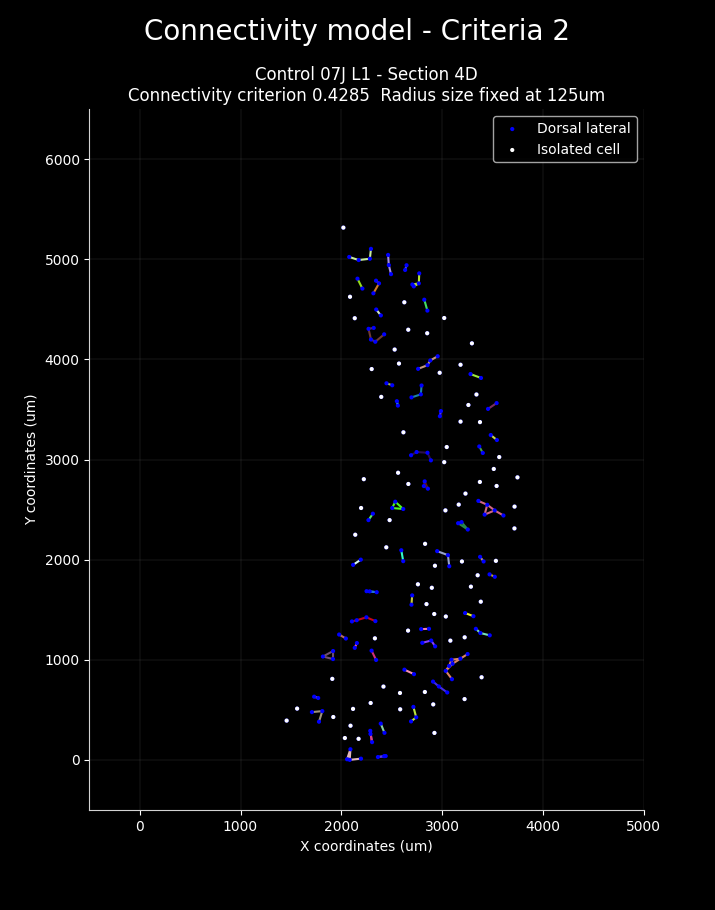 Connectivity model - Criteria 2
Control 07J L1 - Section 4D
Connectivity criterion 0.4285  Radius size fixed at 125um
Dorsal lateral
Isolated cell
6000
5000
4000
3000
2000
1000
0
Y coordinates (um)
0 1000 2000 3000 4000 5000
X coordinates (um)